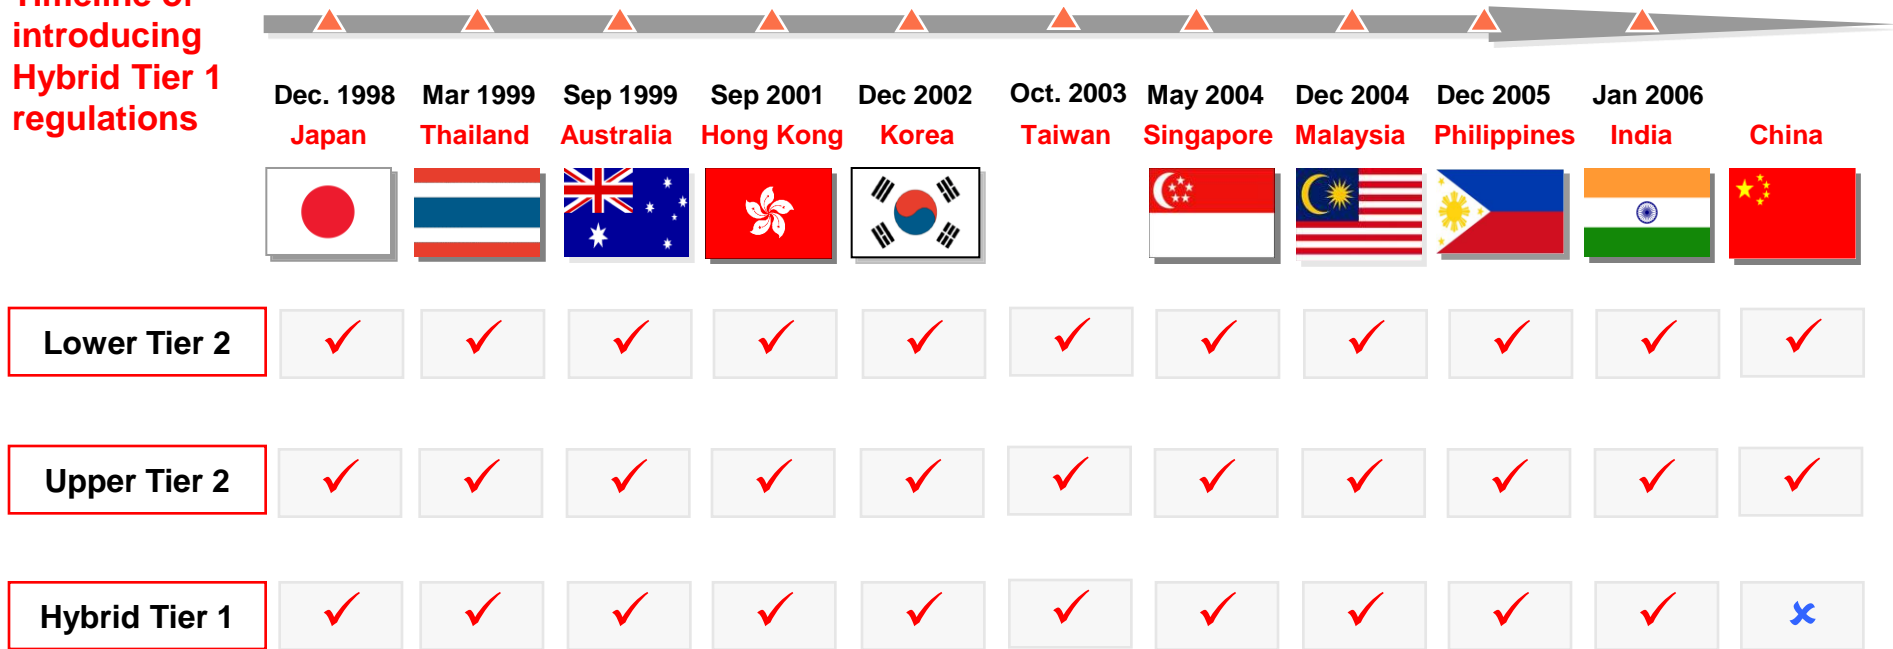 Timeline of
introducing
Hybrid Tier 1
regulations
Dec. 1998 Mar 1999 Sep 1999 Sep 2001 Dec 2002 Oct. 2003 May 2004 Dec 2004 Dec 2005 Jan 2006
Japan Thailand Australia Hong Kong Korea Taiwan Singapore Malaysia Philippines India China
Lower Tier 2
Upper Tier 2
Hybrid Tier 1